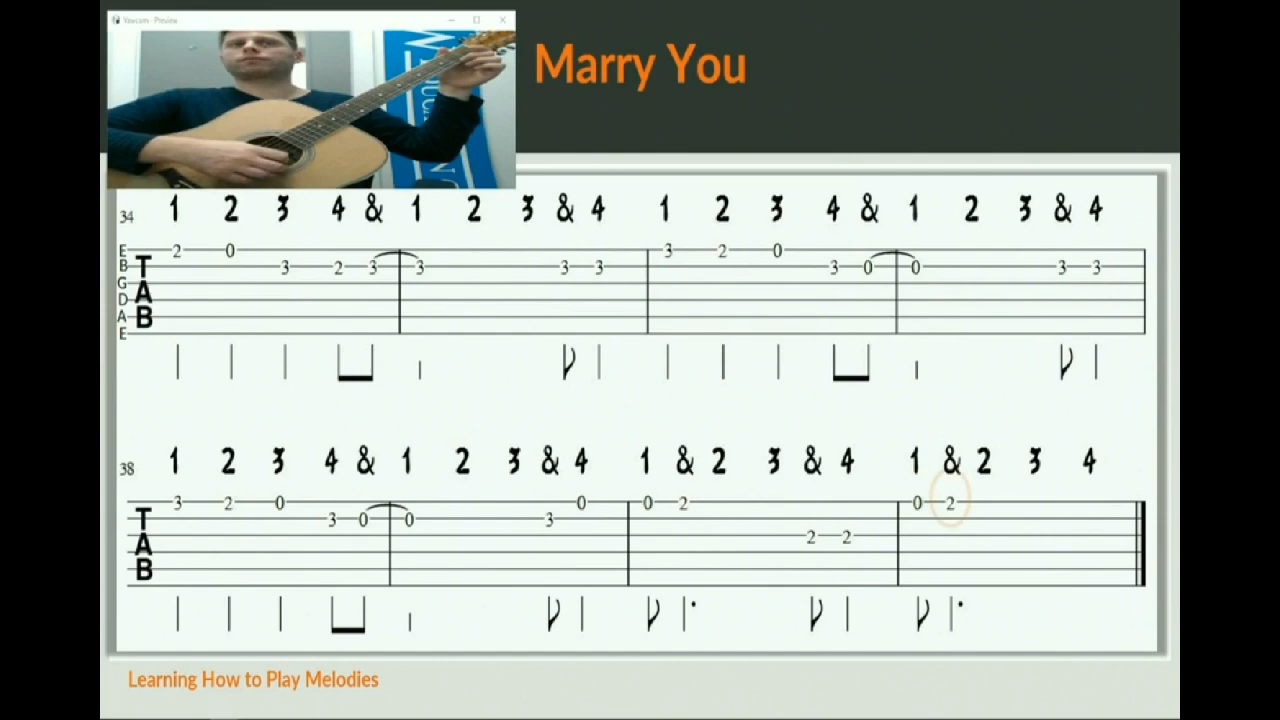 Yawcam - Preview
Marry You
34 1 2 3 4 & 1 2 3 & 4 1 2 3 4 & 1 2 3 & 4
E 2 0 3 2 0
B 3 2 3 3 3 3 3 0 0 3 3
G
D
A
E
TAB
38 1 2 3 4 & 1 2 3 & 4 1 & 2 3 & 4 1 & 2 3 4
3 2 0 0 0 2 0 2
3 0 0 3
2 2
TAB
Learning How to Play Melodies